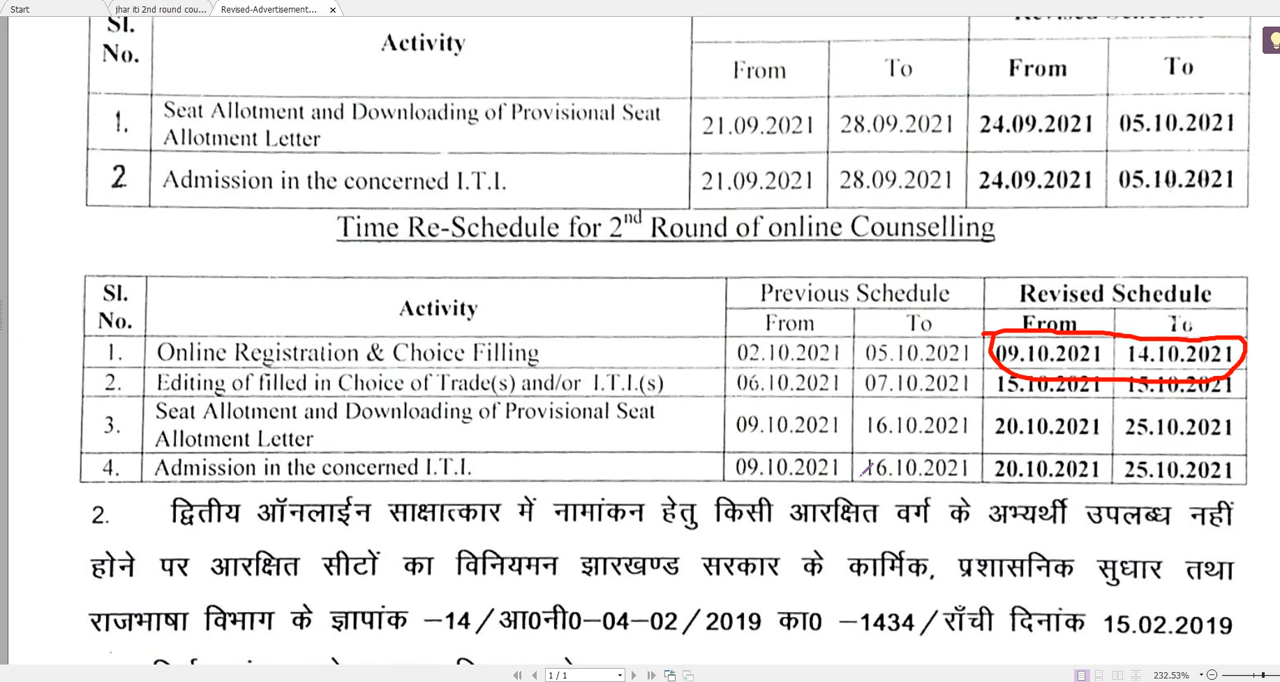 Start jhar iti 2nd round cou... Revised-Advertisement... ×
Sl. No. Activity Revised Schedule
From To From To
1. Seat Allotment and Downloading of Provisional Seat Allotment Letter 21.09.2021 28.09.2021 24.09.2021 05.10.2021
2 Admission in the concerned I.T.I. 21.09.2021 28.09.2021 24.09.2021 05.10.2021
Time Re-Schedule for 2nd Round of online Counselling
Sl. No. Activity Previous Schedule Revised Schedule
From To From To
1. Online Registration & Choice Filling 02.10.2021 05.10.2021 09.10.2021 14.10.2021
2. Editing of filled in Choice of Trade(s) and/or I.T.I.(s) 06.10.2021 07.10.2021 15.10.2021 15.10.2021
3. Seat Allotment and Downloading of Provisional Seat Allotment Letter 09.10.2021 16.10.2021 20.10.2021 25.10.2021
4. Admission in the concerned I.T.I. 09.10.2021 16.10.2021 20.10.2021 25.10.2021
2. द्वितीय ऑनलाईन साक्षात्कार में नामांकन हेतु किसी आरक्षित वर्ग के अभ्यर्थी उपलब्ध नहीं
होने पर आरक्षित सीटों का विनियमन झारखण्ड सरकार के कार्मिक, प्रशासनिक सुधार तथा
राजभाषा विभाग के ज्ञापांक –14/आ0नी0–04–02/2019 का0 –1434/राँची दिनांक 15.02.2019
1 / 1 232.53%